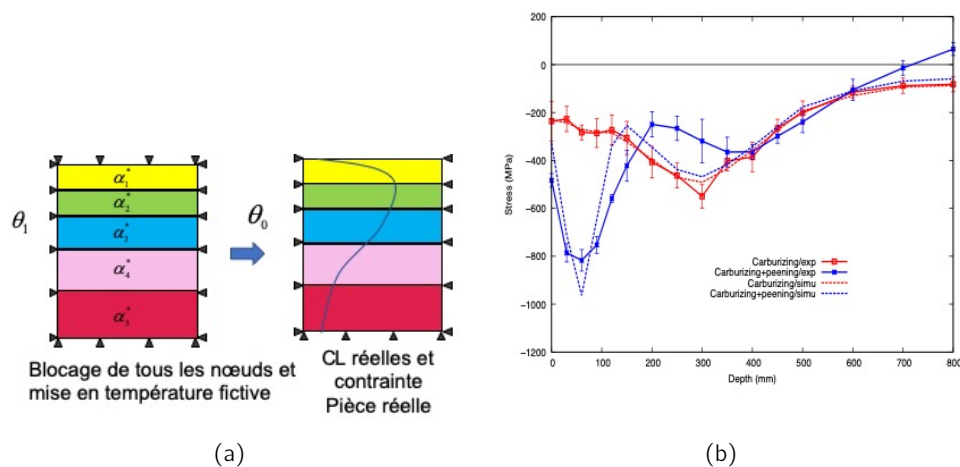 θ₁
α₁*
α₂*
α₃*
α₄*
α₅*
θ₀
Blocage de tous les nœuds et
mise en température fictive
CL réelles et
contrainte
Pièce réelle
(a)
200
0
-200
-400
-600
-800
-1000
-1200
Stress (MPa)
Carburizing/exp
Carburizing+peening/exp
Carburizing/simu
Carburizing+peening/simu
0 100 200 300 400 500 600 700 800
Depth (mm)
(b)